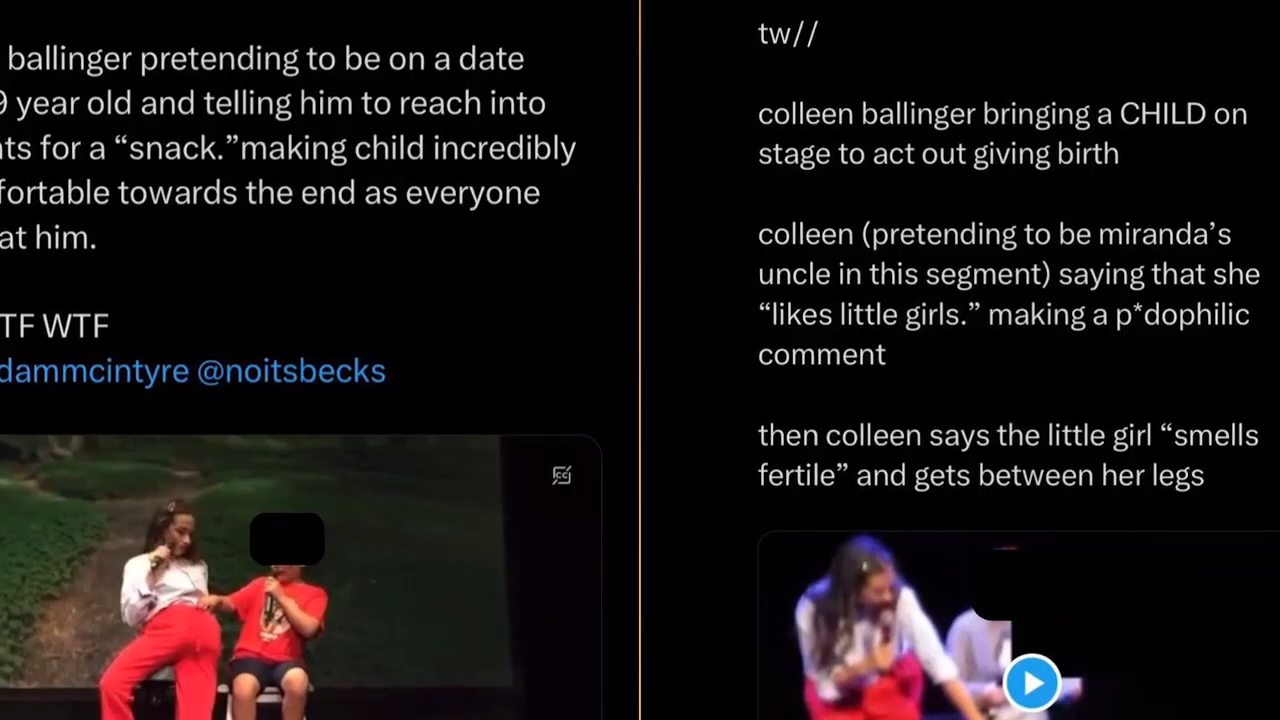 ballinger pretending to be on a date
9 year old and telling him to reach into
nts for a “snack.”making child incredibly
fortable towards the end as everyone
at him.
TF WTF
dammcintyre @noitsbecks
CC
tw//
colleen ballinger bringing a CHILD on
stage to act out giving birth
colleen (pretending to be miranda’s
uncle in this segment) saying that she
“likes little girls.” making a p*dophilic
comment
then colleen says the little girl “smells
fertile” and gets between her legs